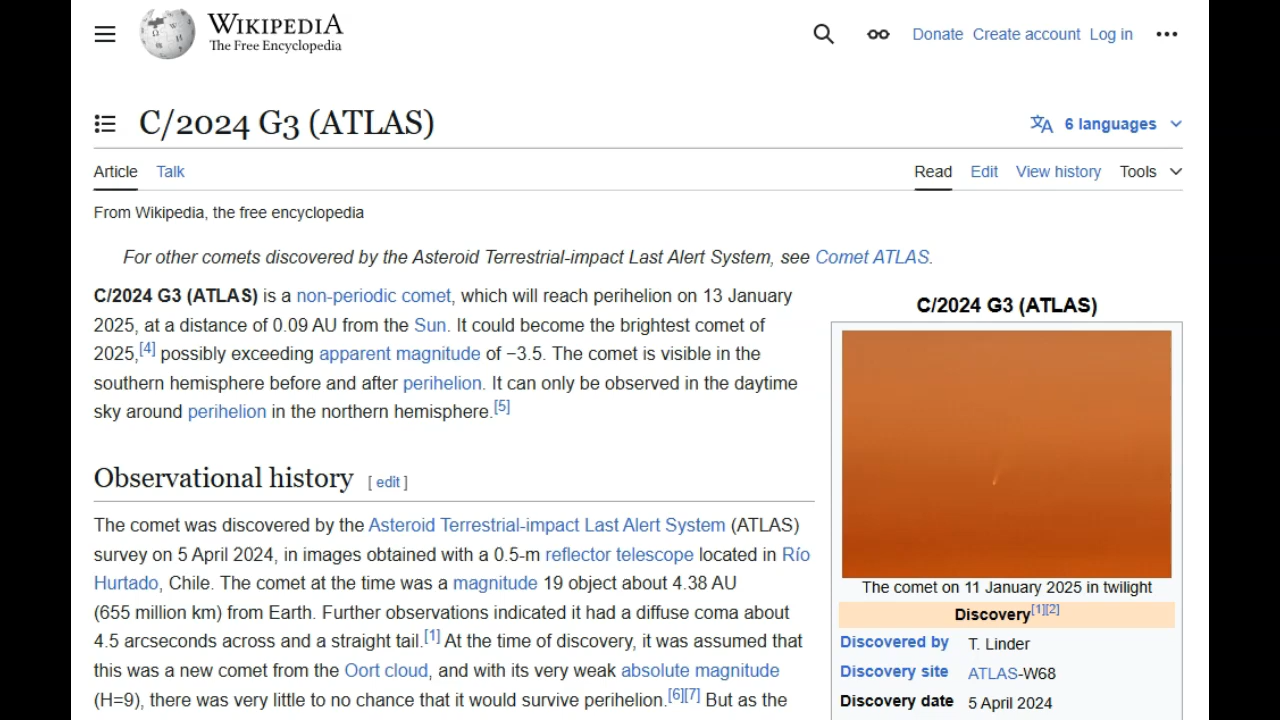 WIKIPEDIA
The Free Encyclopedia
Donate Create account Log in
C/2024 G3 (ATLAS)
6 languages
Article Talk
Read Edit View history Tools
From Wikipedia, the free encyclopedia
For other comets discovered by the Asteroid Terrestrial-impact Last Alert System, see Comet ATLAS.
C/2024 G3 (ATLAS) is a non-periodic comet, which will reach perihelion on 13 January
2025, at a distance of 0.09 AU from the Sun. It could become the brightest comet of
2025,[4] possibly exceeding apparent magnitude of −3.5. The comet is visible in the
southern hemisphere before and after perihelion. It can only be observed in the daytime
sky around perihelion in the northern hemisphere.[5]
Observational history [ edit ]
The comet was discovered by the Asteroid Terrestrial-impact Last Alert System (ATLAS)
survey on 5 April 2024, in images obtained with a 0.5-m reflector telescope located in Río
Hurtado, Chile. The comet at the time was a magnitude 19 object about 4.38 AU
(655 million km) from Earth. Further observations indicated it had a diffuse coma about
4.5 arcseconds across and a straight tail.[1] At the time of discovery, it was assumed that
this was a new comet from the Oort cloud, and with its very weak absolute magnitude
(H=9), there was very little to no chance that it would survive perihelion.[6][7] But as the
C/2024 G3 (ATLAS)
The comet on 11 January 2025 in twilight
Discovery[1][2]
Discovered by T. Linder
Discovery site ATLAS-W68
Discovery date 5 April 2024